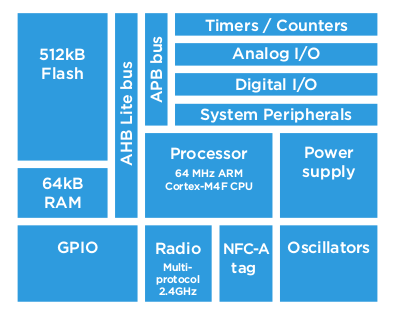 512kB
Flash
64kB
RAM
AHB Lite bus
APB bus
Timers / Counters
Analog I/O
Digital I/O
System Peripherals
Processor
64 MHz ARM
Cortex-M4F CPU
Power
supply
GPIO
Radio
Multi-
protocol
2.4GHz
NFC-A
tag
Oscillators